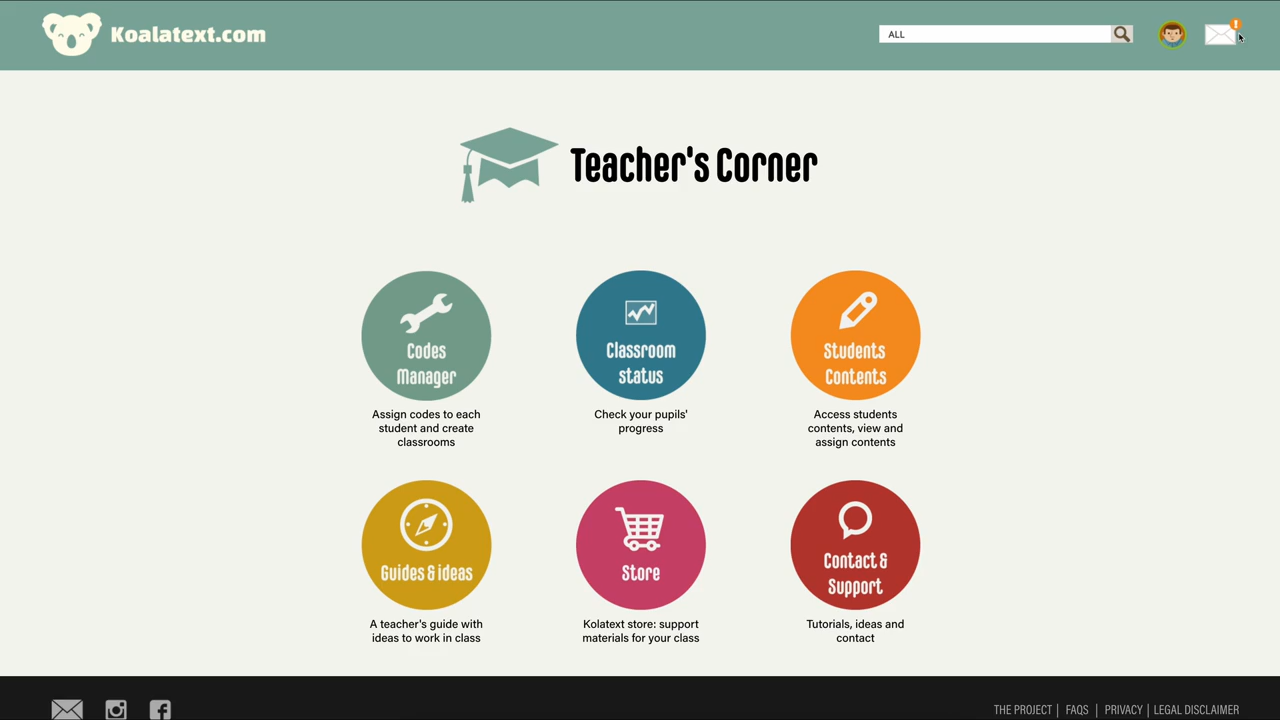 Koalatext.com
ALL
!
Teacher's Corner
Codes
Manager
Classroom
status
Students
Contents
Assign codes to each
student and create
classrooms
Check your pupils'
progress
Access students
contents, view and
assign contents
Guides & ideas
Store
Contact &
Support
A teacher's guide with
ideas to work in class
Kolatext store: support
materials for your class
Tutorials, ideas and
contact
THE PROJECT | FAQS | PRIVACY | LEGAL DISCLAIMER